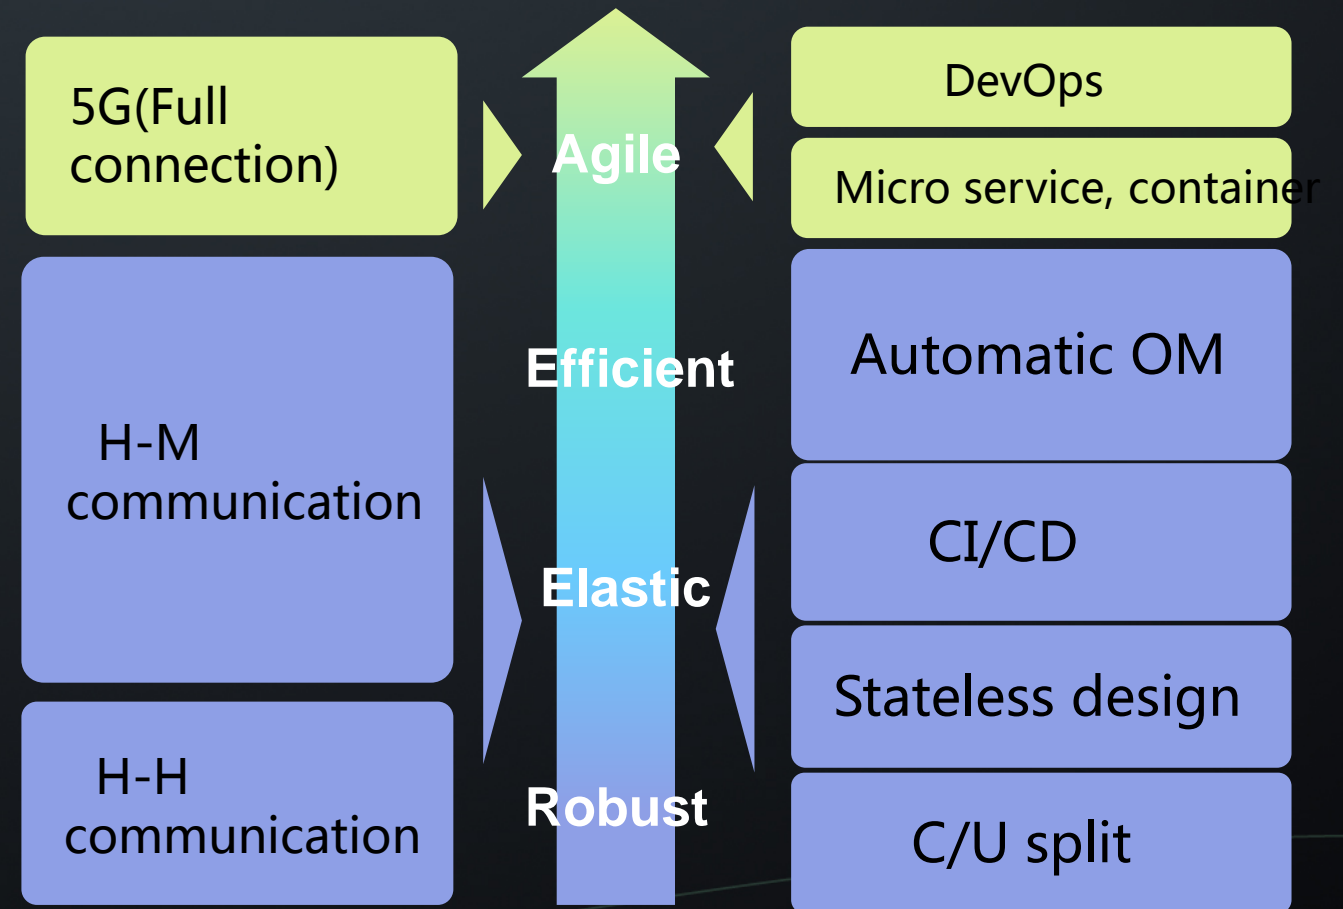 5G(Full
connection)
H-M
communication
H-H
communication
Agile
Efficient
Elastic
Robust
DevOps
Micro service, container
Automatic OM
CI/CD
Stateless design
C/U split